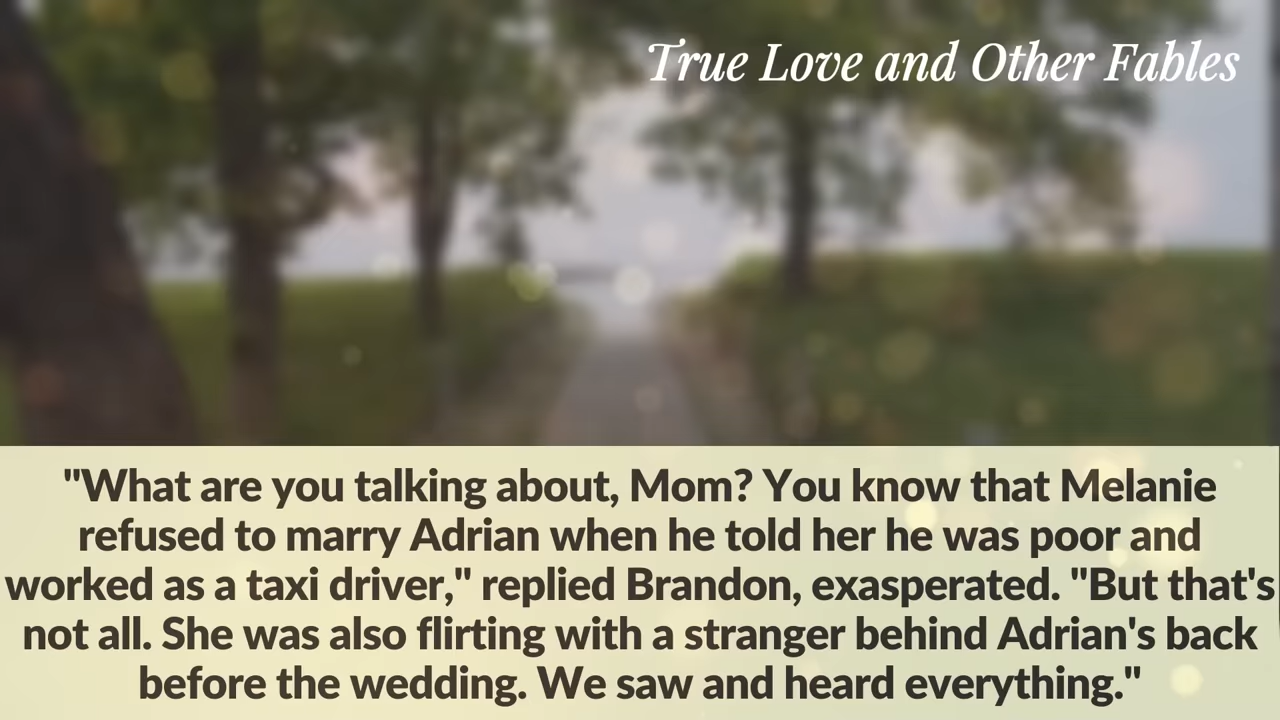 True Love and Other Fables
"What are you talking about, Mom? You know that Melanie
refused to marry Adrian when he told her he was poor and
worked as a taxi driver," replied Brandon, exasperated. "But that's
not all. She was also flirting with a stranger behind Adrian's back
before the wedding. We saw and heard everything."